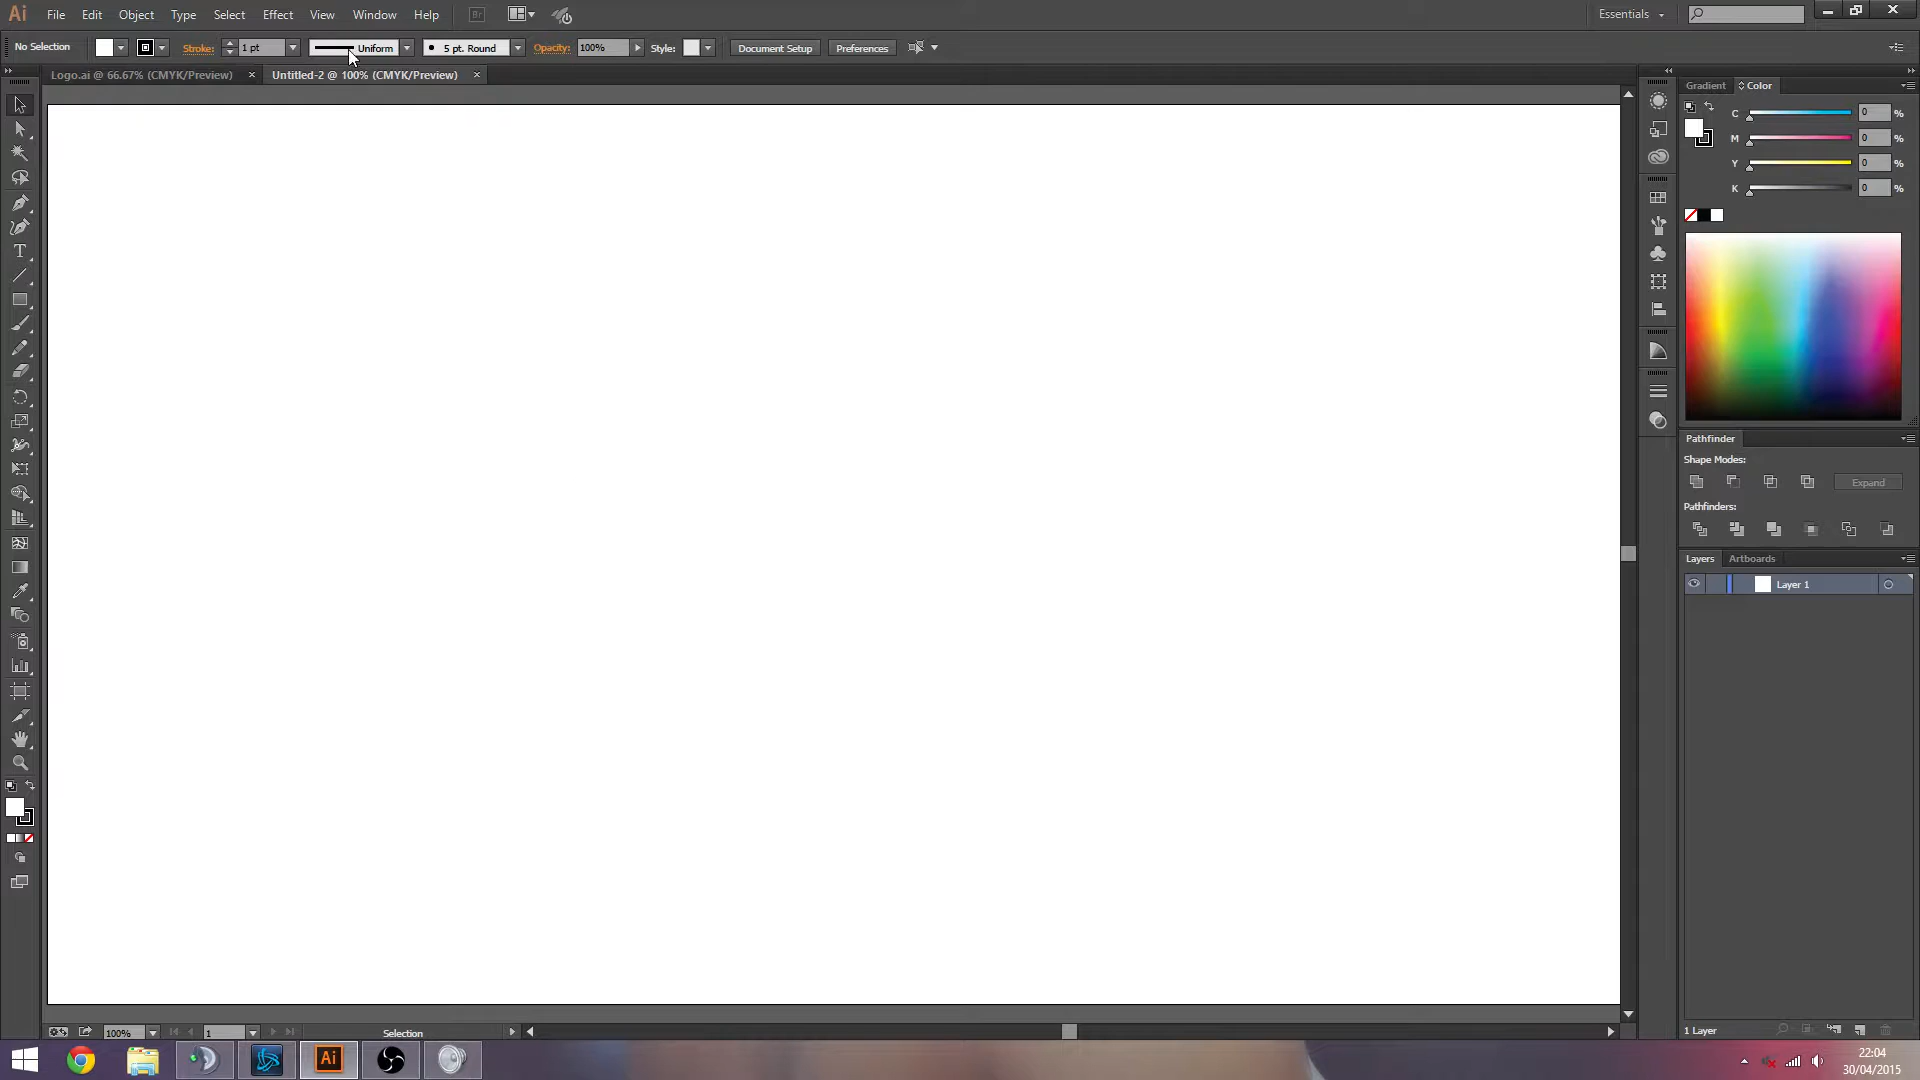 Ai File Edit Object Type Select Effect View Window Help Br Essentials
No Selection Stroke: 1 pt Uniform 5 pt. Round Opacity: 100% Style: Document Setup Preferences
Logo.ai @ 66.67% (CMYK/Preview) × Untitled-2 @ 100% (CMYK/Preview) ×
Gradient Color
C 0 %
M 0 %
Y 0 %
K 0 %
T
Pathfinder
Shape Modes:
Expand
Pathfinders:
Layers Artboards
Layer 1
1 Layer
100% 1 Selection
Ai
22:04
30/04/2015